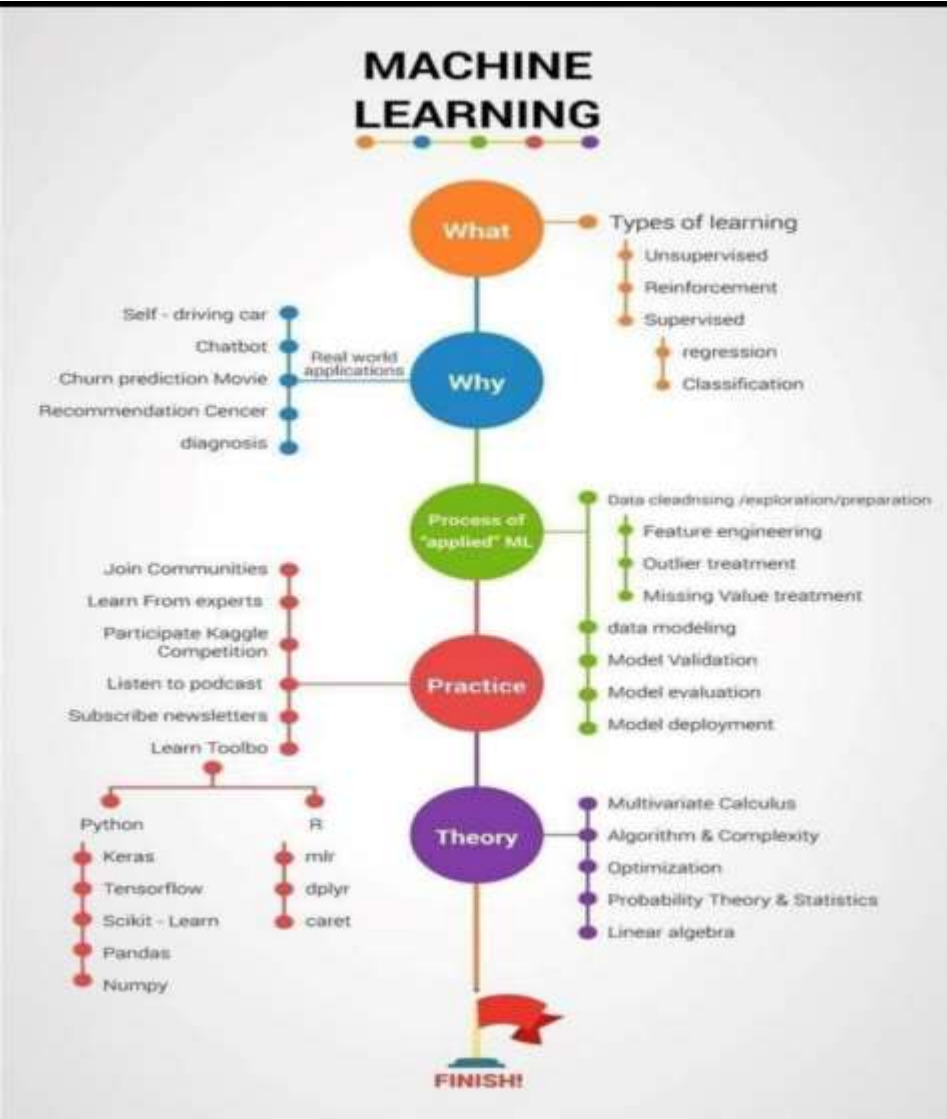 MACHINE
LEARNING
What
Types of learning
Unsupervised
Reinforcement
Supervised
regression
Classification
Why
Real world
applications
Self - driving car
Chatbot
Churn prediction Movie
Recommendation Cencer
diagnosis
Process of
"applied" ML
Data cleadnsing /exploration/preparation
Feature engineering
Outlier treatment
Missing Value treatment
data modeling
Model Validation
Model evaluation
Model deployment
Practice
Join Communities
Learn From experts
Participate Kaggle
Competition
Listen to podcast
Subscribe newsletters
Learn Toolbo
Python
Keras
Tensorflow
Scikit - Learn
Pandas
Numpy
R
mlr
dplyr
caret
Theory
Multivariate Calculus
Algorithm & Complexity
Optimization
Probability Theory & Statistics
Linear algebra
FINISH!